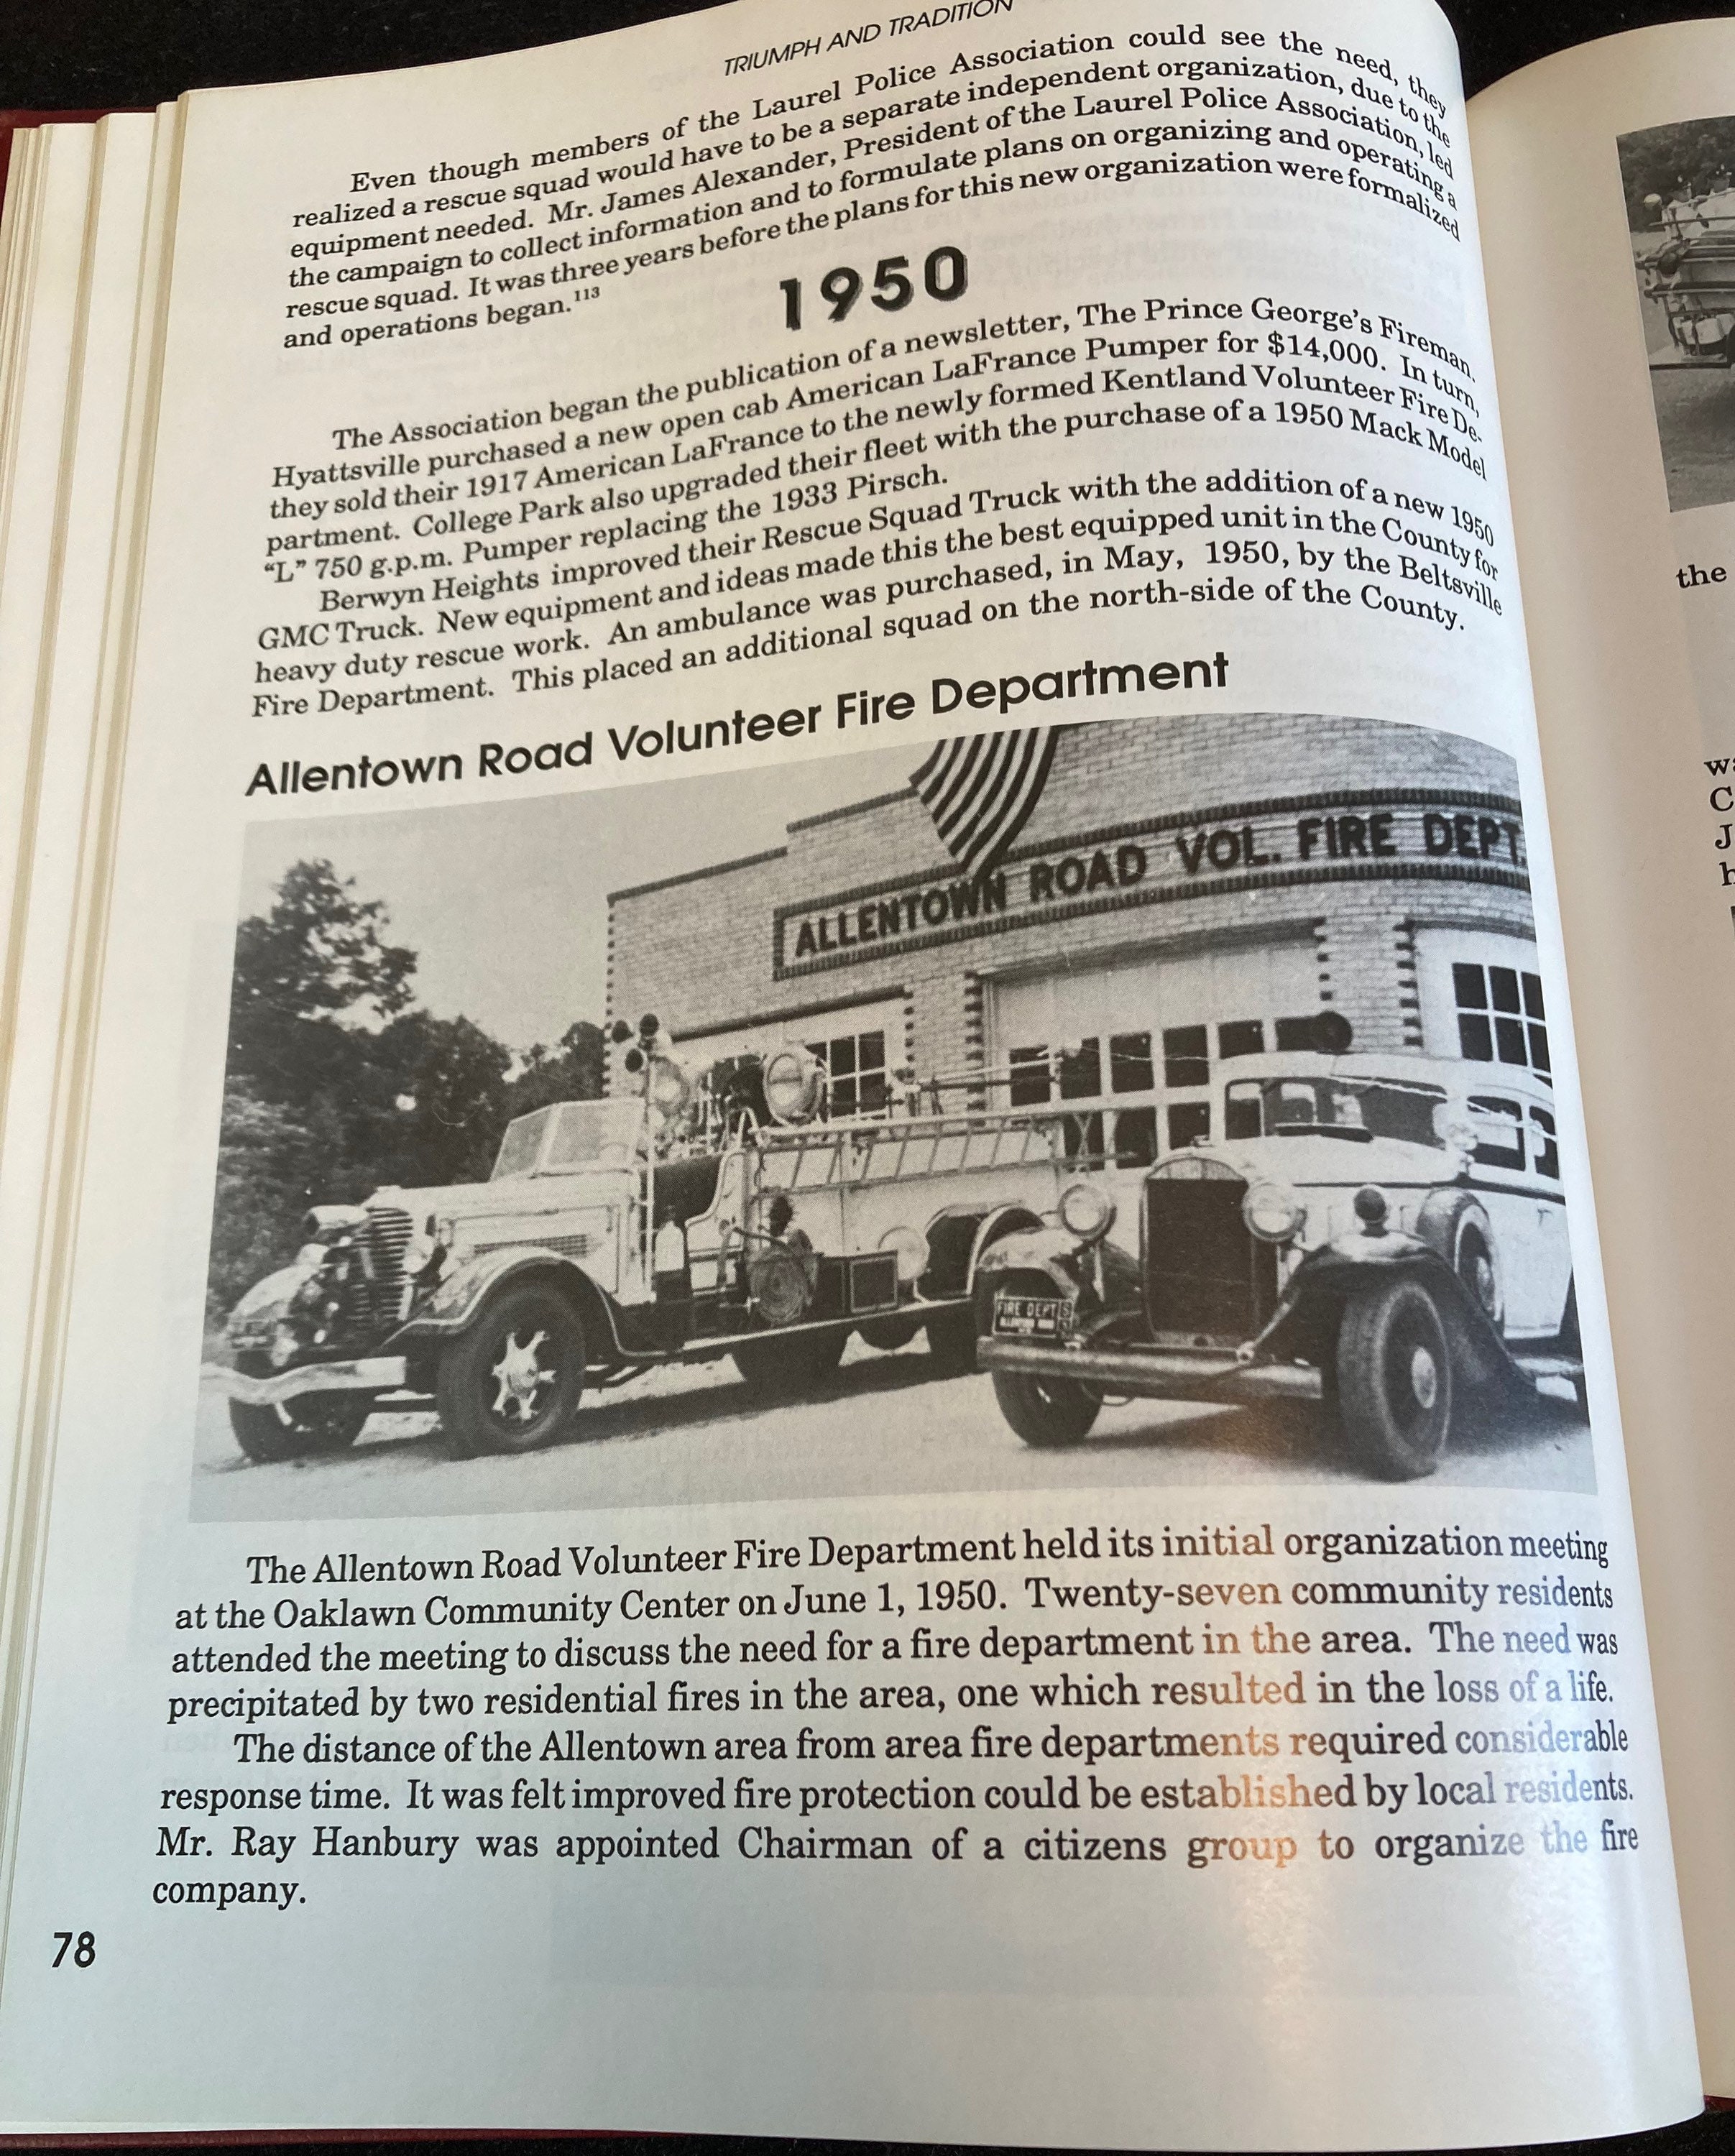 TRIUMPH AND TRADITION
Even though members of the Laurel Police Association could see the need, they
realized a rescue squad would have to be a separate independent organization, due to the
equipment needed. Mr. James Alexander, President of the Laurel Police Association, led
the campaign to collect information and to formulate plans on organizing and operating a
rescue squad. It was three years before the plans for this new organization were formalized
and operations began.113
1950
The Association began the publication of a newsletter, The Prince George's Fireman.
Hyattsville purchased a new open cab American LaFrance Pumper for $14,000. In turn,
they sold their 1917 American LaFrance to the newly formed Kentland Volunteer Fire De-
partment. College Park also upgraded their fleet with the purchase of a 1950 Mack Model
"L" 750 g.p.m. Pumper replacing the 1933 Pirsch.
Berwyn Heights improved their Rescue Squad Truck with the addition of a new 1950
GMC Truck. New equipment and ideas made this the best equipped unit in the County for
heavy duty rescue work. An ambulance was purchased, in May, 1950, by the Beltsville
Fire Department. This placed an additional squad on the north-side of the County.
Allentown Road Volunteer Fire Department
ALLENTOWN ROAD VOL. FIRE DEPT.
FIRE DEPT
The Allentown Road Volunteer Fire Department held its initial organization meeting
at the Oaklawn Community Center on June 1, 1950. Twenty-seven community residents
attended the meeting to discuss the need for a fire department in the area. The need was
precipitated by two residential fires in the area, one which resulted in the loss of a life.
The distance of the Allentown area from area fire departments required considerable
response time. It was felt improved fire protection could be established by local residents.
Mr. Ray Hanbury was appointed Chairman of a citizens group to organize the fire
company.
78
the